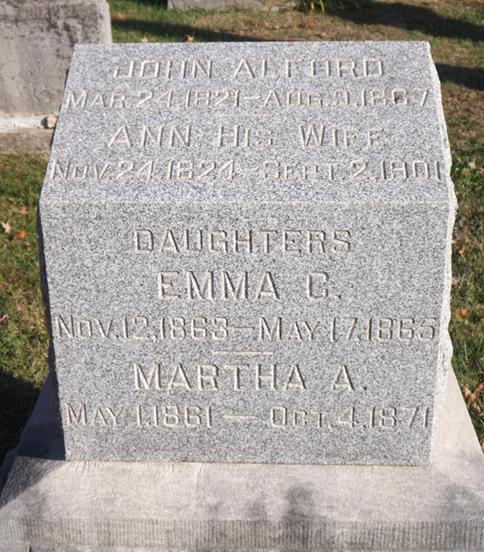 JOHN ALFORD
MAR. 24, 1821 — AUG. 9, 1867
ANN HIS WIFE
NOV. 24, 1824 — SEPT. 2, 1901
DAUGHTERS
EMMA C.
NOV. 12, 1863 — MAY 17, 1865
MARTHA A.
MAY 1, 1861 — OCT. 4, 1871